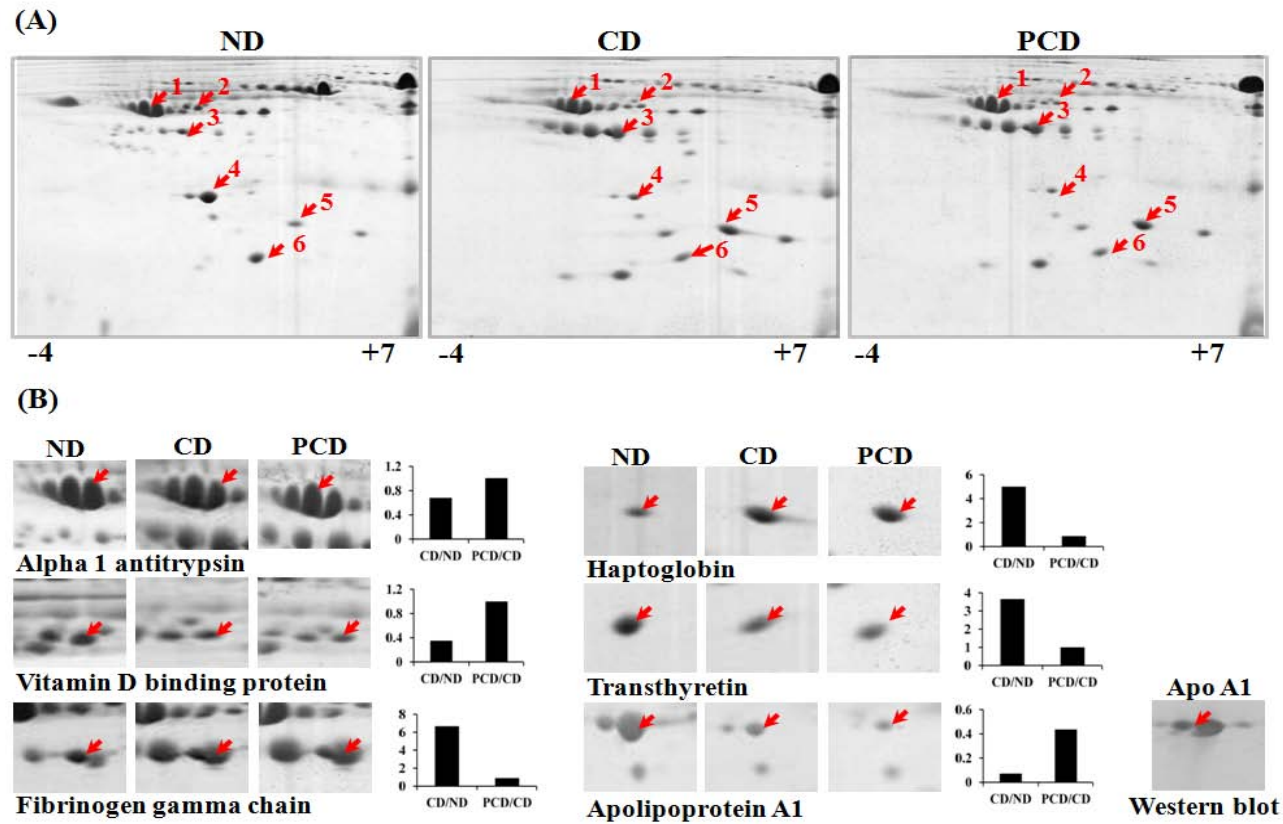 (A)
ND CD PCD
1 2 3 4 5 6
1 2 3 4 5 6
1 2 3 4 5 6
-4 +7 -4 +7 -4 +7
(B)
ND CD PCD
1.2
0.8
0.4
0
CD/ND PCD/CD
Alpha 1 antitrypsin
1.2
0.8
0.4
0
CD/ND PCD/CD
Vitamin D binding protein
8
6
4
2
0
CD/ND PCD/CD
Fibrinogen gamma chain
ND CD PCD
6
4
2
0
CD/ND PCD/CD
Haptoglobin
4
3
2
1
0
CD/ND PCD/CD
Transthyretin
0.6
0.4
0.2
0
CD/ND PCD/CD
Apolipoprotein A1
Apo A1
Western blot